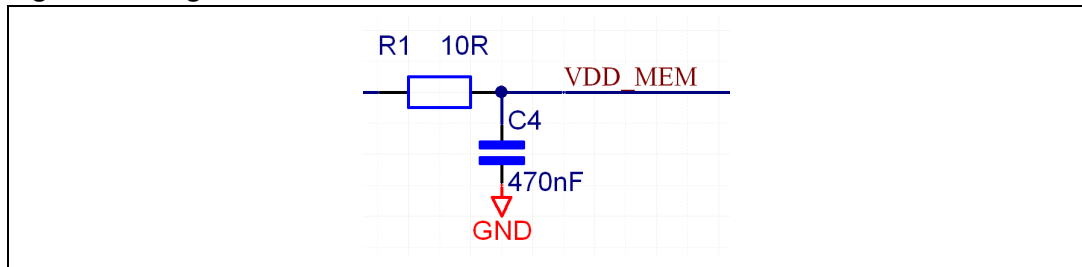 R1 10R
VDD_MEM
C4
470nF
GND